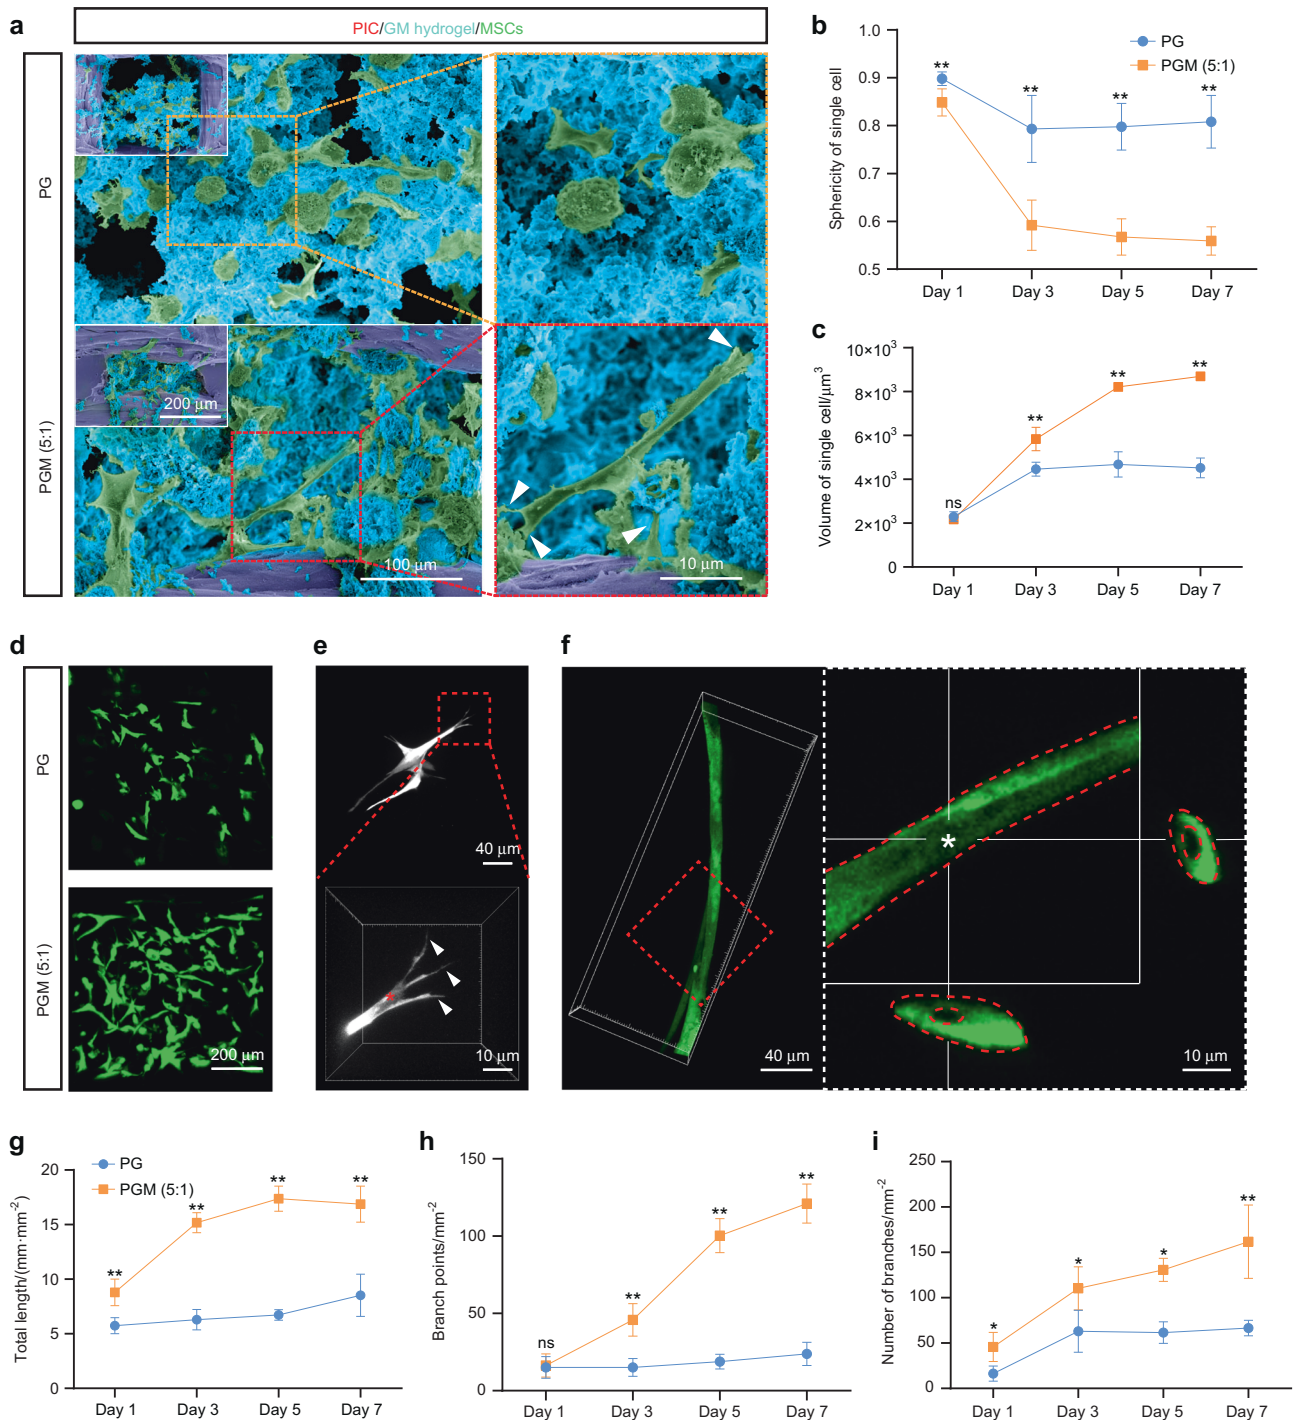 a
PIC/GM hydrogel/MSCs
PG
PGM (5:1)
200 µm
100 µm
10 µm
b
PG
PGM (5:1)
Sphericity of single cell
1.0
0.9
0.8
0.7
0.6
0.5
** ** ** **
Day 1 Day 3 Day 5 Day 7
c
Volume of single cell/µm³
10×10³
8×10³
6×10³
4×10³
2×10³
0
ns ** ** **
Day 1 Day 3 Day 5 Day 7
d
PG
PGM (5:1)
200 µm
e
40 µm
*
10 µm
f
40 µm
*
10 µm
g
PG
PGM (5:1)
Total length/(mm·mm⁻²)
20
15
10
5
0
** ** ** **
Day 1 Day 3 Day 5 Day 7
h
Branch points/mm⁻²
150
100
50
0
ns ** ** **
Day 1 Day 3 Day 5 Day 7
i
Number of branches/mm⁻²
250
200
150
100
50
0
* * * **
Day 1 Day 3 Day 5 Day 7